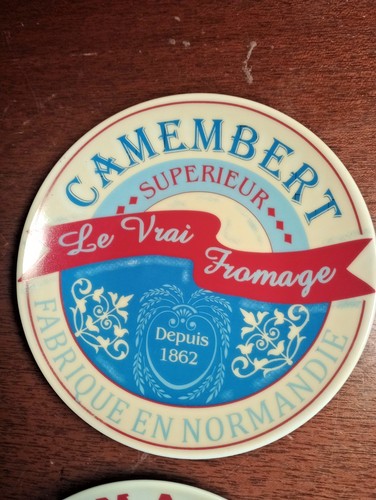 CAMEMBERT
SUPERIEUR
Le Vrai Fromage
Depuis
1862
FABRIQUE EN NORMANDIE